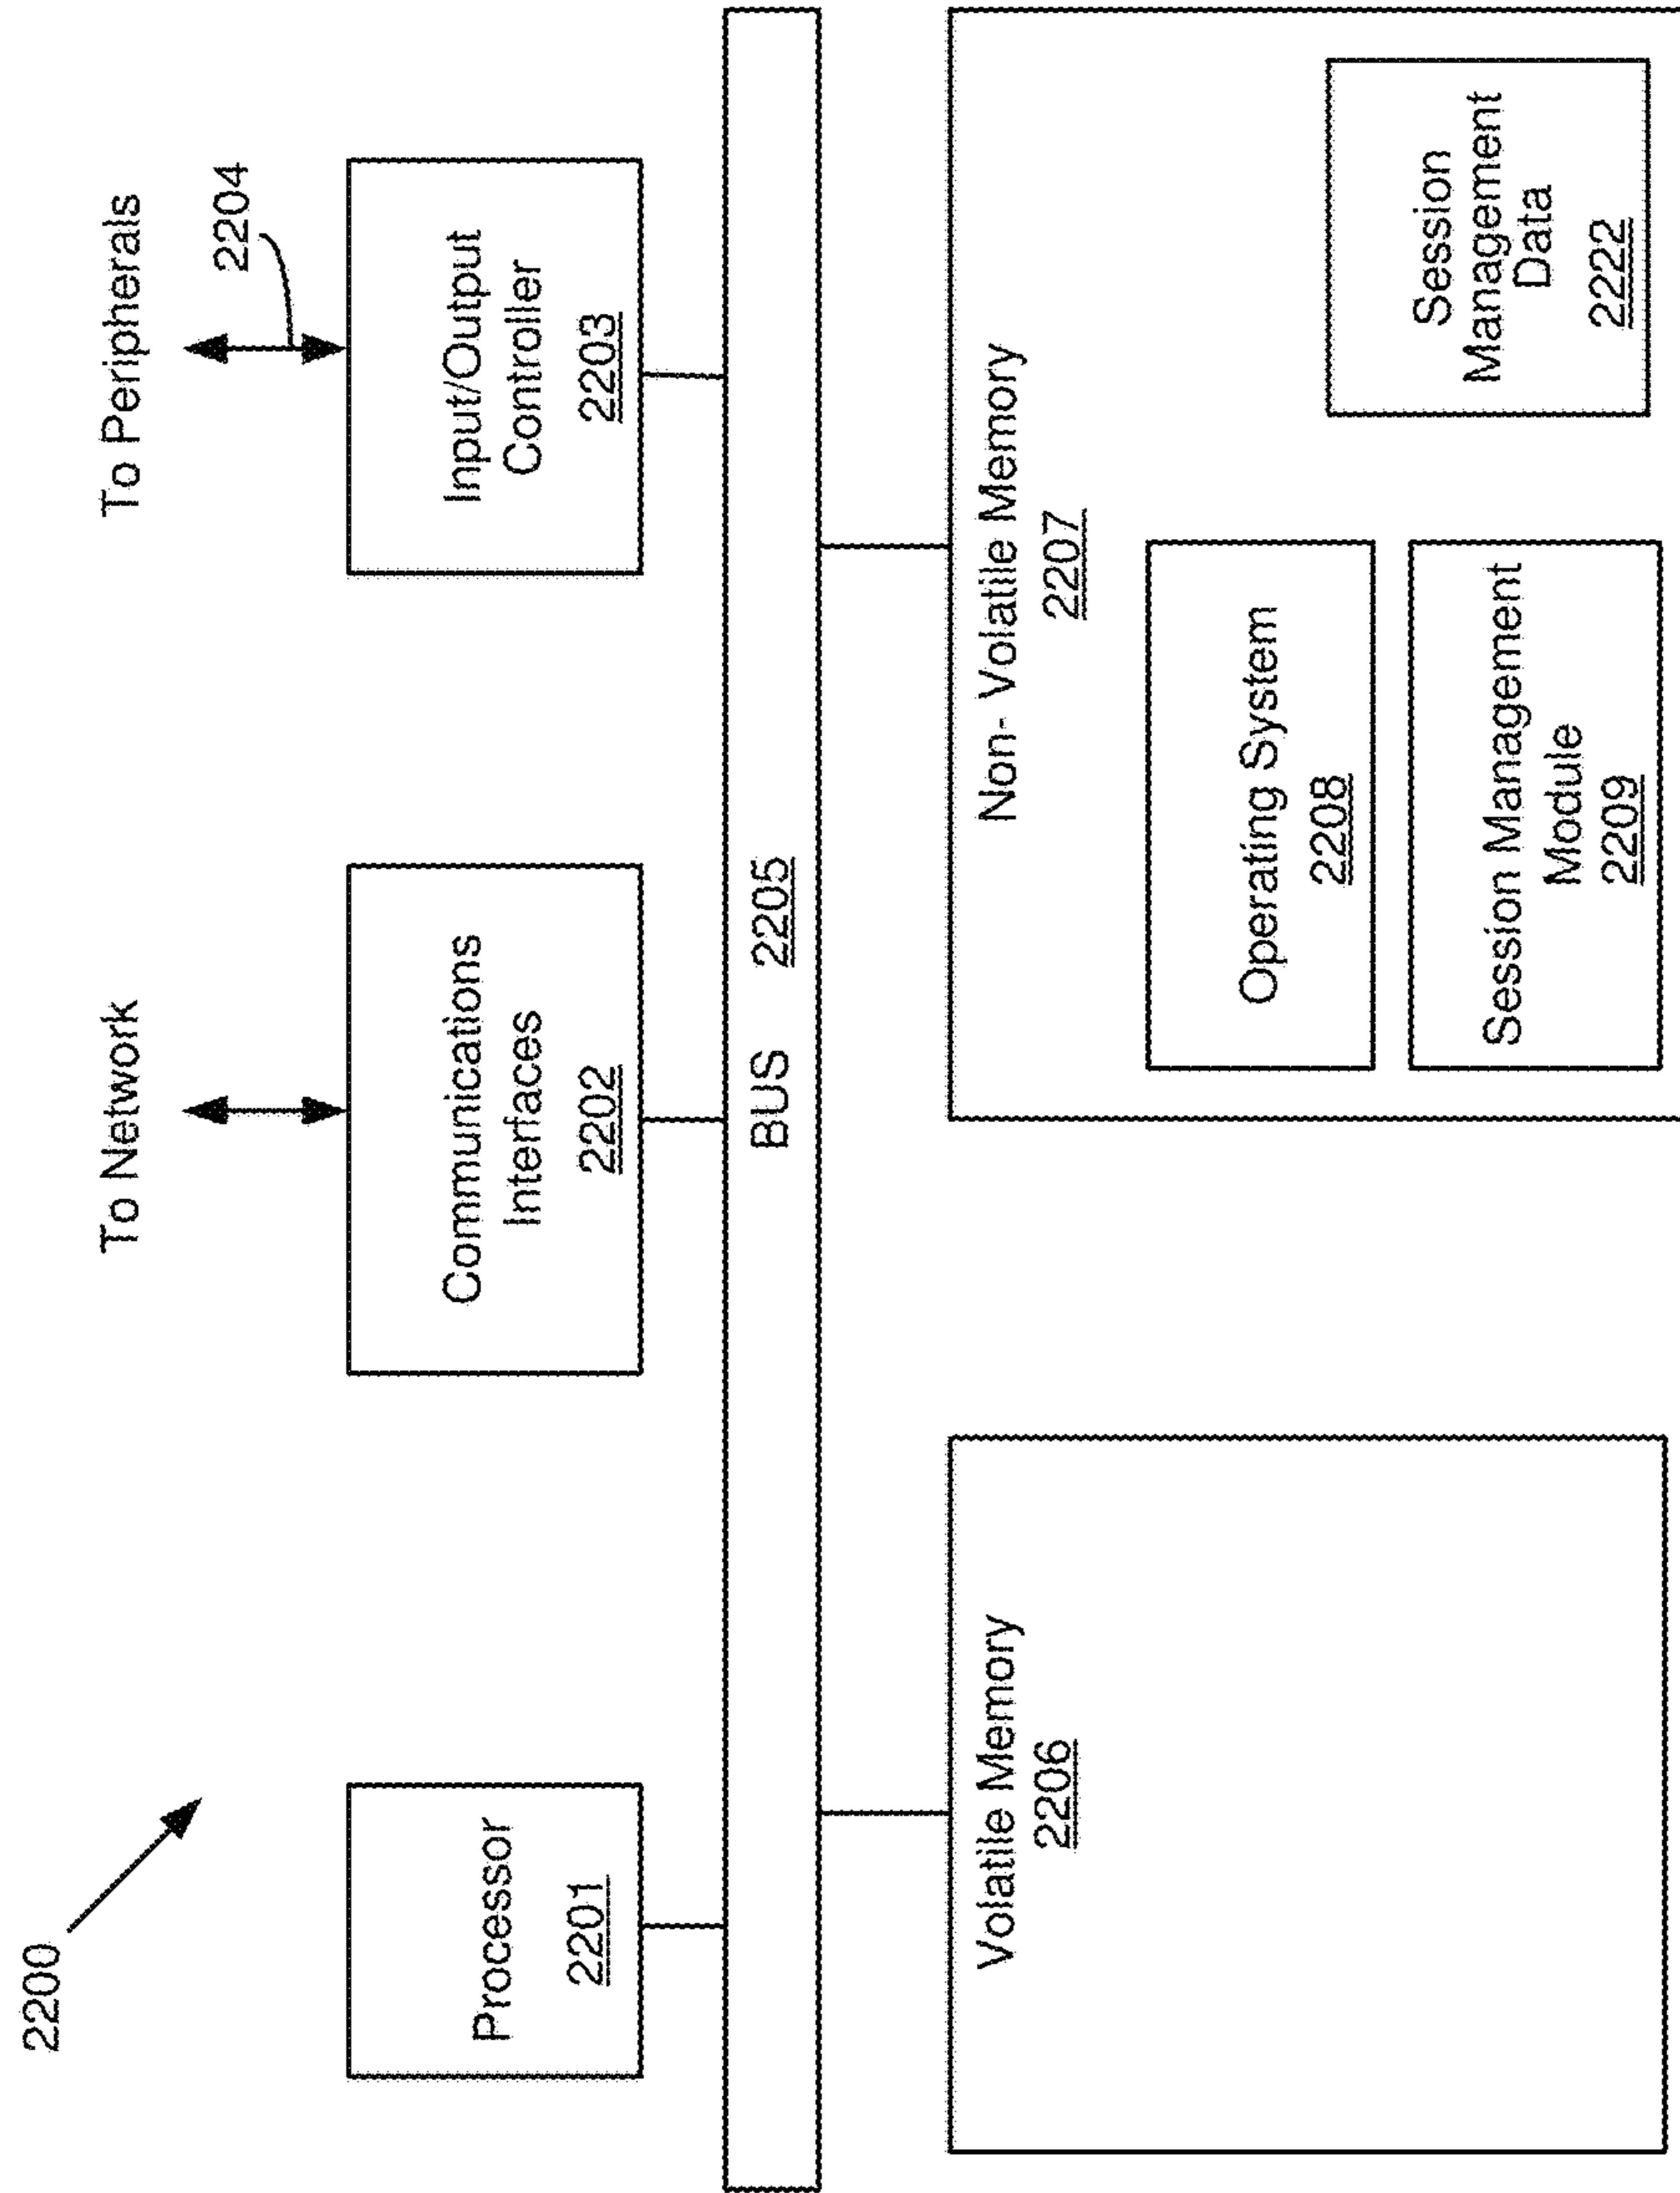 2200
To Network
To Peripherals
2204
Processor
2201
Communications
Interfaces
2202
Input/Output
Controller
2203
BUS 2205
Volatile Memory
2206
Non- Volatile Memory
2207
Operating System
2208
Session Management
Module
2209
Session
Management
Data
2222